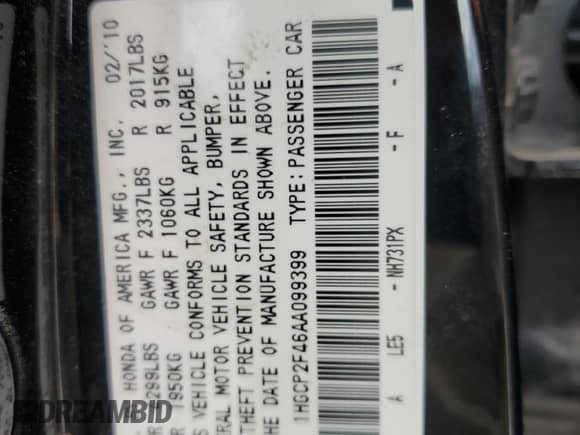 HONDA OF AMERICA MFG., INC. 02/'10
299LBS GAWR F 2337LBS R 2017LBS
950KG GAWR F 1060KG R 915KG
VEHICLE CONFORMS TO ALL APPLICABLE
MOTOR VEHICLE SAFETY, BUMPER,
THEFT PREVENTION STANDARDS IN EFFECT
THE DATE OF MANUFACTURE SHOWN ABOVE.
1HGCP2F46AA099399 TYPE:PASSENGER CAR
A LE5 - NH731PX - F - A
DREAMBID